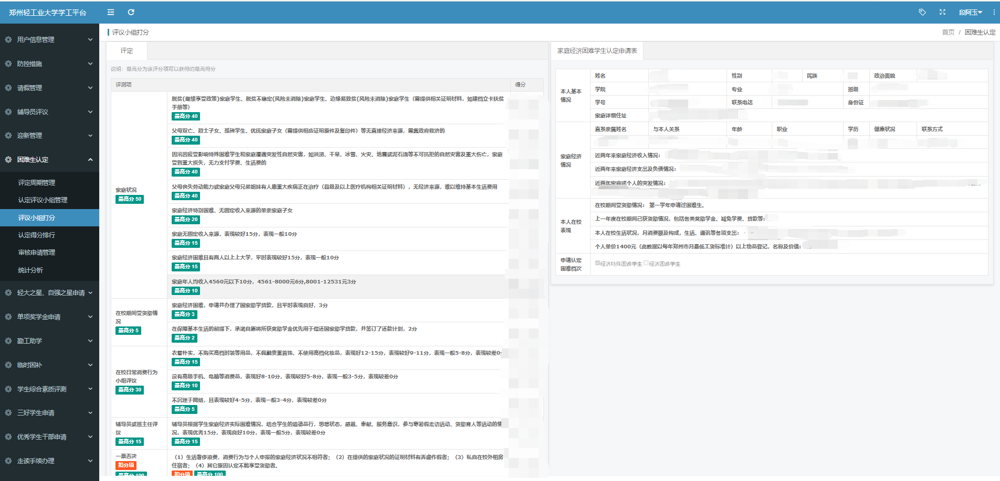 郑州轻工业大学学工平台
段阿玉
用户信息管理
防控措施
请假管理
辅导员评议
迎新管理
困难生认定
评定周期管理
认定评议小组管理
评议小组打分
认定得分排行
审核申请管理
统计分析
轻大之星、自强之星申请
单项奖学金申请
勤工助学
临时困补
学生综合素质评测
三好学生申请
优秀学生干部申请
走读手续办理
评议小组打分
首页 / 困难生认定
评定
说明：最高分为该评分项可以获得的最高得分
评测项 得分
家庭状况
最高分 50
脱贫(继续享受政策)家庭学生、脱贫不稳定(风险未消除)家庭学生、边缘易致贫(风险未消除)家庭学生（需提供相关证明材料，如建档立卡扶贫
手册等）
最高分 40
父母双亡、烈士子女、孤残学生、优抚家庭子女（需提供相应证明原件及复印件）等无直接经济来源，需靠政府救济的
最高分 40
因汛因疫受影响特殊困难学生和家庭遭遇突发性自然灾害，如洪涝、干旱、冰雪、火灾、地震或泥石流等不可抗拒的自然灾害及重大伤亡，家庭
受到重大损失，无力支付学费、生活费的
最高分 40
父母丧失劳动能力或家庭父母兄弟姐妹有人患重大疾病正在治疗（县级及以上医疗机构相关证明材料），无经济来源，难以维持基本生活费用
最高分 40
家庭经济特别困难、无固定收入来源的单亲家庭子女
最高分 20
家庭无固定收入来源，表现较好15分，表现一般10分
最高分 15
家庭经济困难且有两人以上上大学，平时表现较好15分，表现一般10分
最高分 15
家庭年人均收入4560元以下10分，4561-8000元6分,8001-12531元3分
最高分 10
在校期间受资助情
况
最高分 5
家庭经济困难，申请并办理了国家助学贷款，且平时表现良好，3分
最高分 3
在保障基本生活的前提下，承诺自愿将所获奖助学金优先用于偿还国家助学贷款，并签订了还款计划，2分
最高分 2
在校日常消费行为
小组评议
最高分 30
衣着朴实，不购买高档时装等用品，不佩戴贵重首饰、不使用高档化妆品，表现好12-15分，表现较好9-11分，表现一般5-8分，表现较差0分
最高分 15
没有高级手机、电脑等消费品，表现好8-10分，表现较好5-8分，表现一般3-5分，表现较差0分
最高分 10
不沉迷于网络，且表现较好4-5分，表现一般3-4分，表现较差0分
最高分 5
辅导员或班主任评
议
最高分 15
辅导员根据学生家庭经济实际困难情况，结合学生的道德品行，思想状态，感恩、奉献、服务意识，参与寒暑假走访活动、资助育人等活动的情
况，表现优秀15分，表现良好10分，表现一般5分，表现较差0分
最高分 15
一票否决
扣分项
最高分 100
（1）生活奢侈浪费，消费行为与个人申报的家庭经济状况不相符者；（2）在提供的家庭状况的证明材料有弄虚作假者；（3）私自在校外租房
住宿者；（4）其它原因认定不能享受资助者。
扣分项 最高分 100
家庭经济困难学生认定申请表
本人基本
情况
姓名 性别 民族 政治面貌
学院 专业 班级
学号 联系电话 身份证
家庭详细住址
家庭经济
情况
直系亲属姓名 与本人关系 年龄 职业 学历 健康状况 联系方式
近两年来家庭经济收入情况：
近两年来家庭经济支出及负债情况：
近两年家庭或个人的突发情况：
本人在校
表现
在校期间受资助情况： 第一学年申请过困难生。
上一年度在校期间已获资助情况，包括各类奖助学金、减免学费、贷款等：
本人在校生活状况，月消费额及构成，生活、通讯等各项支出：
个人单价1400元（此数据以每年郑州市月最低工资标准计）以上物品登记，名称及价值：
申请认定
困难档次
经济特殊困难学生 经济困难学生